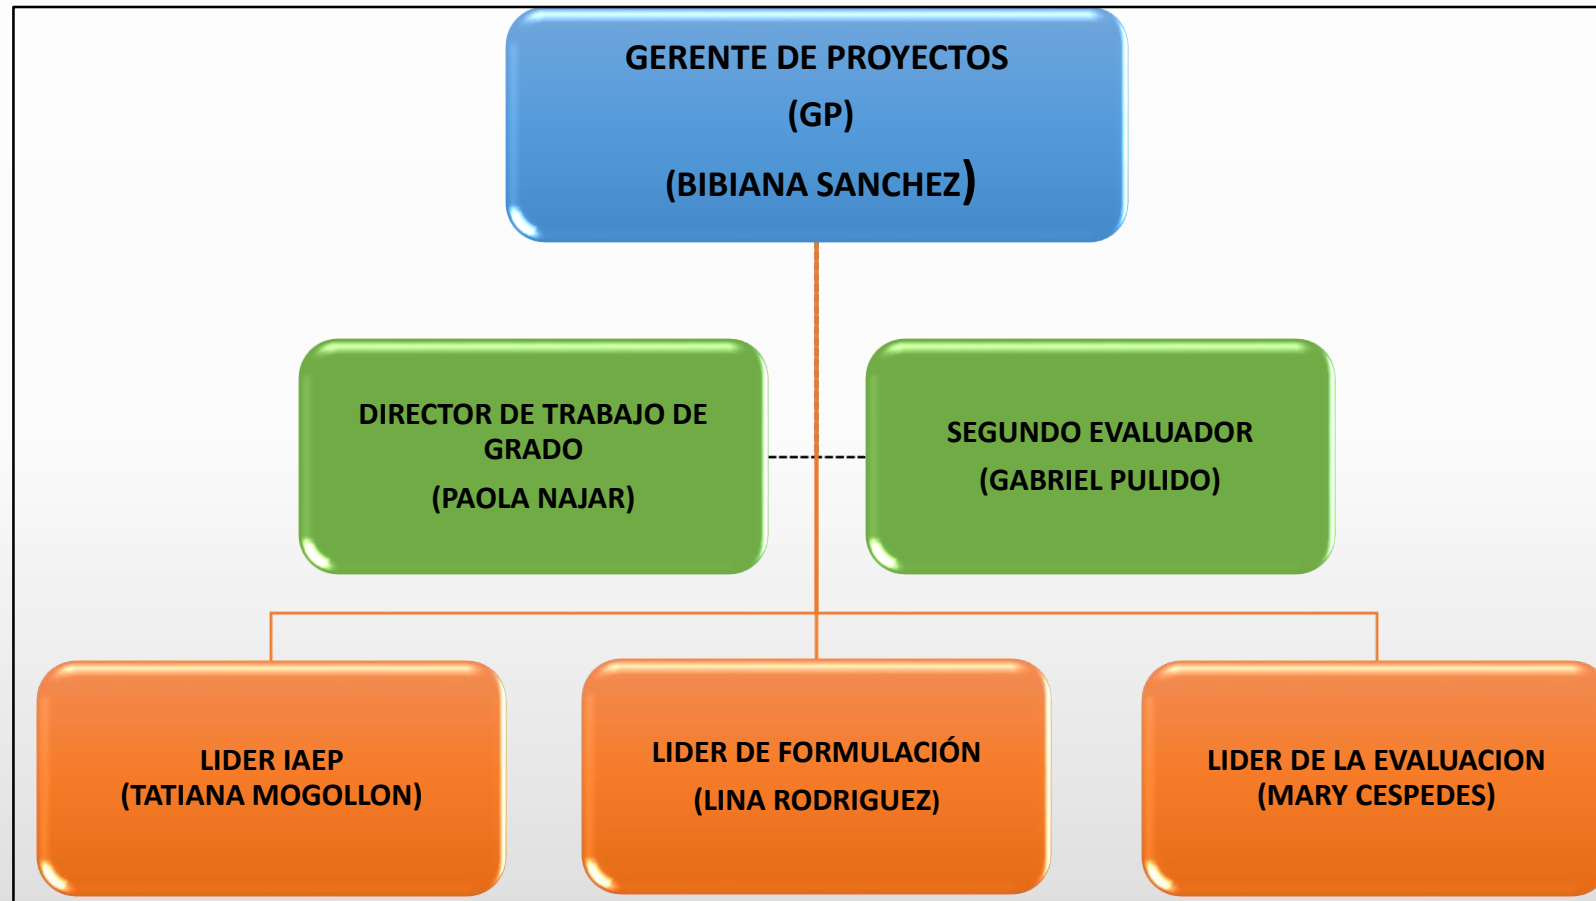 GERENTE DE PROYECTOS
(GP)
(BIBIANA SANCHEZ)
DIRECTOR DE TRABAJO DE
GRADO
(PAOLA NAJAR)
SEGUNDO EVALUADOR
(GABRIEL PULIDO)
LIDER IAEP
(TATIANA MOGOLLON)
LIDER DE FORMULACIÓN
(LINA RODRIGUEZ)
LIDER DE LA EVALUACION
(MARY CESPEDES)